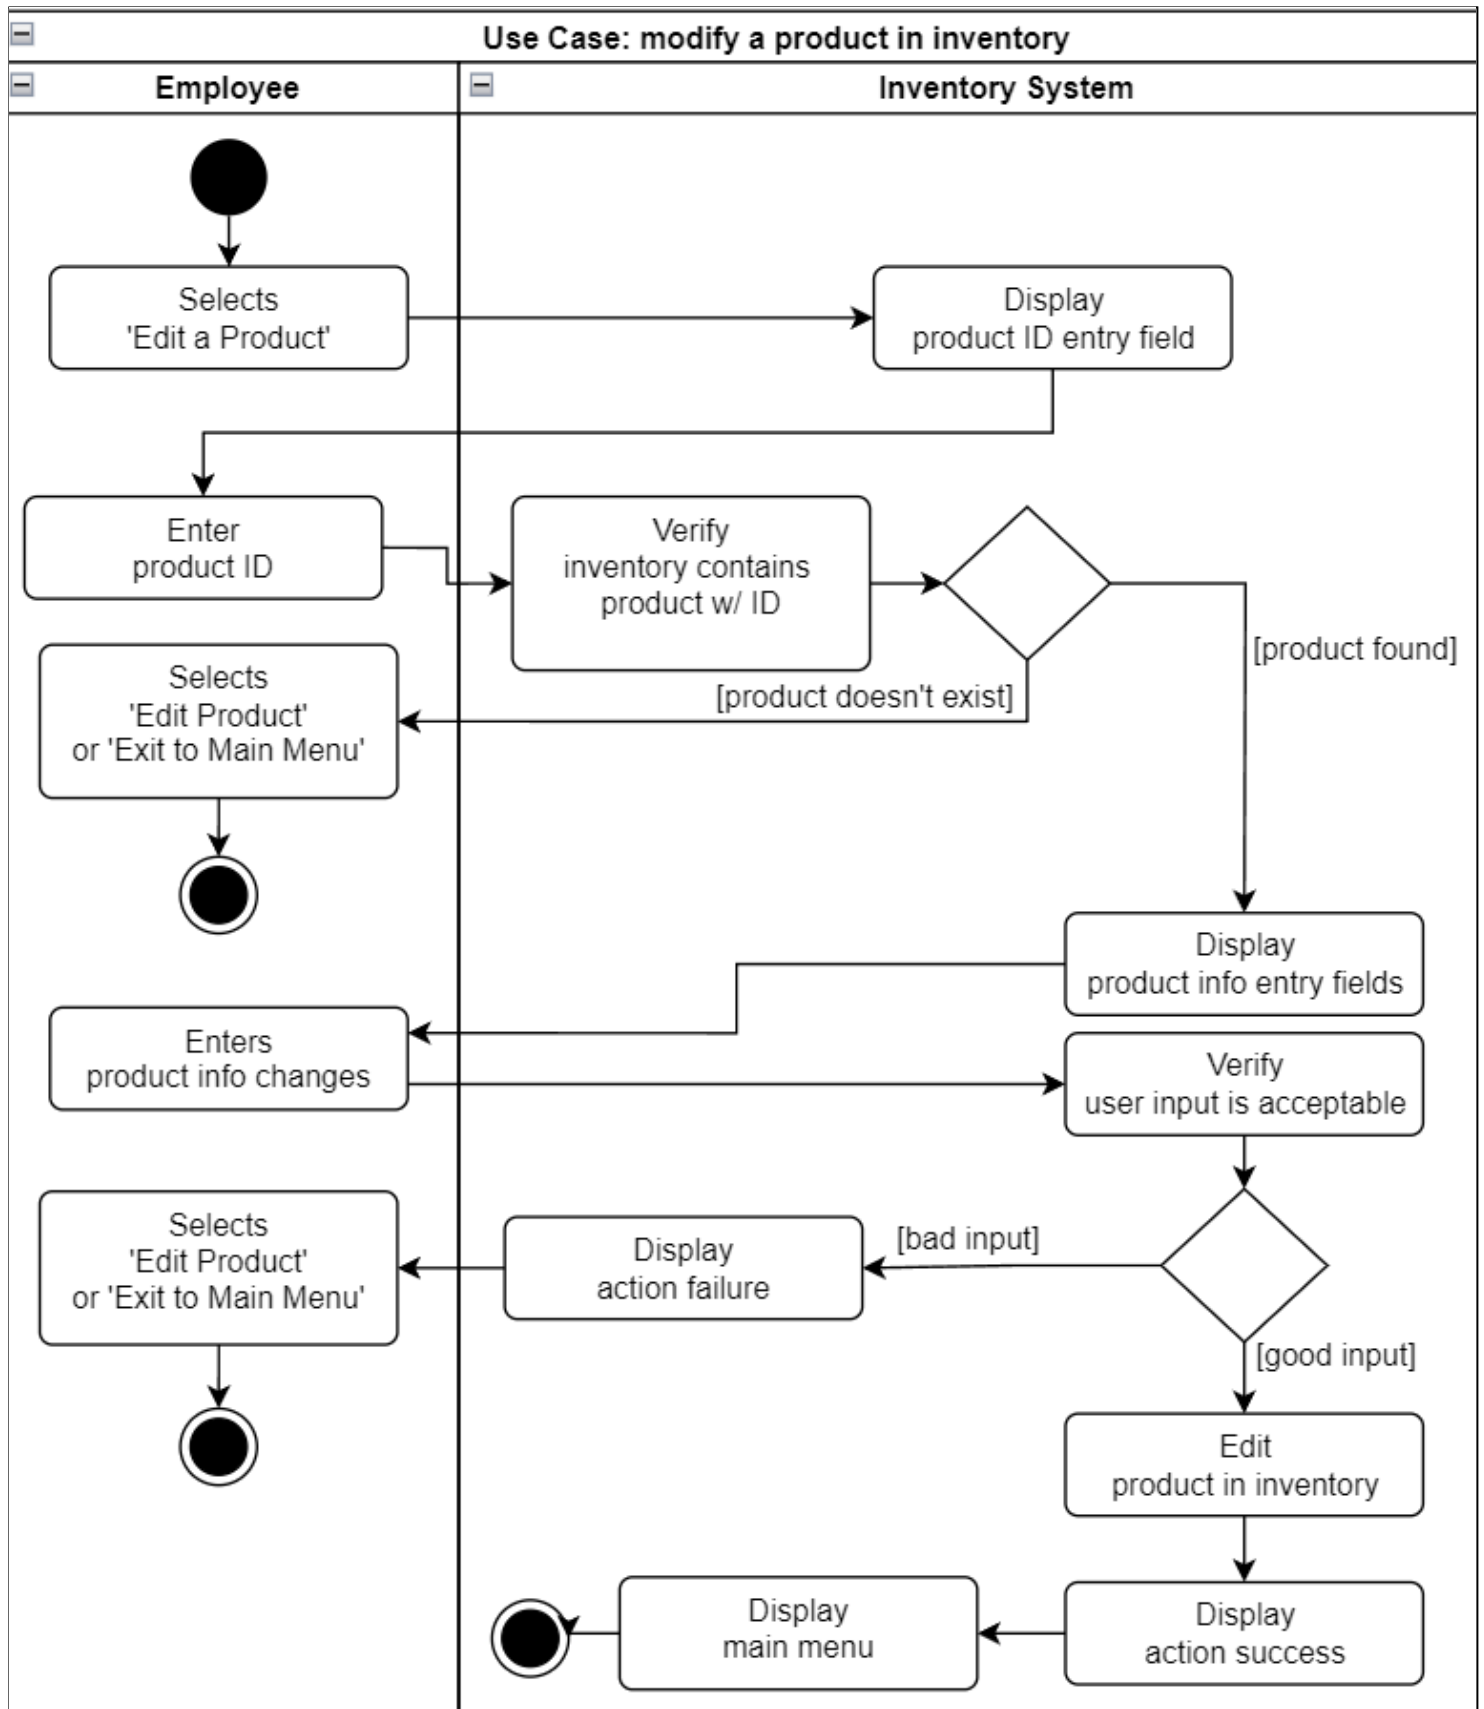 Use Case: modify a product in inventory
Employee
Inventory System
Selects
'Edit a Product'
Display
product ID entry field
Enter
product ID
Verify
inventory contains
product w/ ID
[product found]
[product doesn't exist]
Selects
'Edit Product'
or 'Exit to Main Menu'
Display
product info entry fields
Enters
product info changes
Verify
user input is acceptable
[bad input]
Display
action failure
Selects
'Edit Product'
or 'Exit to Main Menu'
[good input]
Edit
product in inventory
Display
action success
Display
main menu